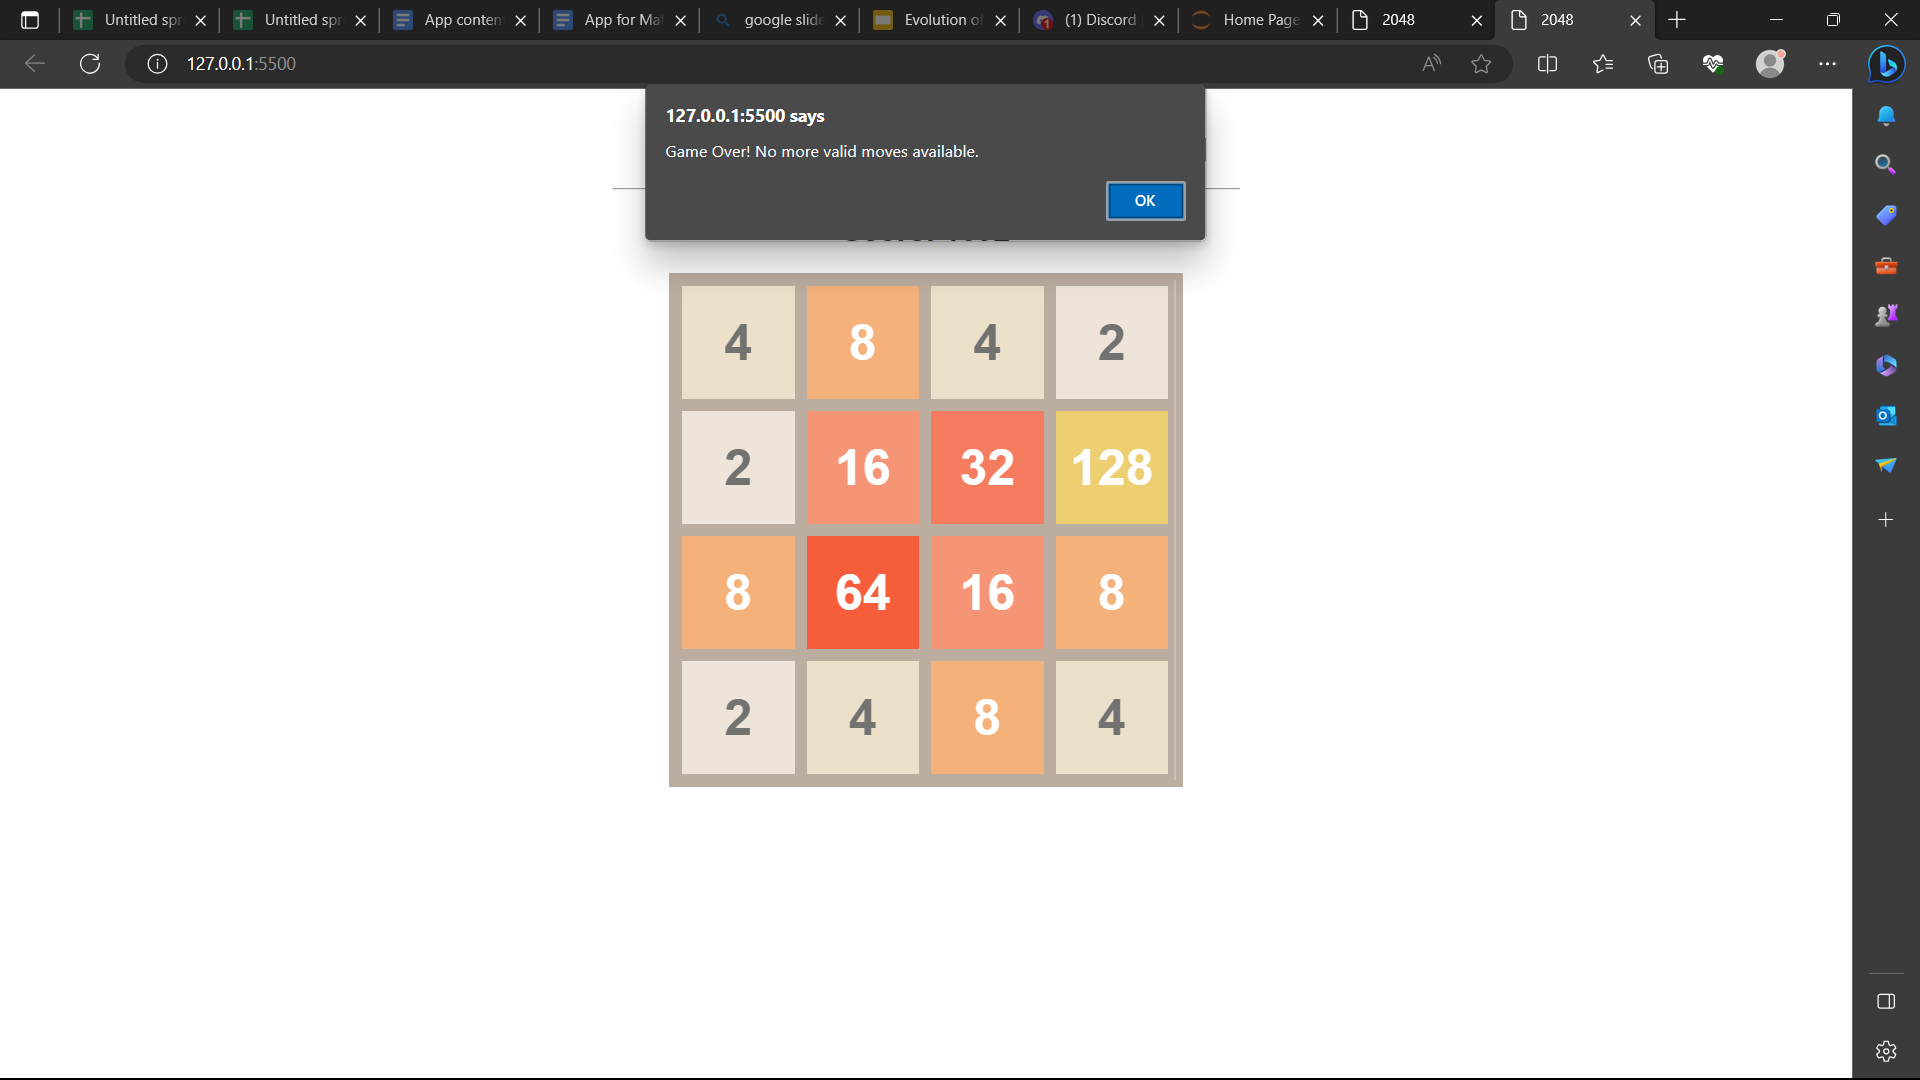 Untitled spr
Untitled spr
App conten
App for Ma
google slide
Evolution o
(1) Discord
Home Page
2048
2048
127.0.0.1:5500
127.0.0.1:5500 says
Game Over! No more valid moves available.
OK
4 8 4 2
2 16 32 128
8 64 16 8
2 4 8 4